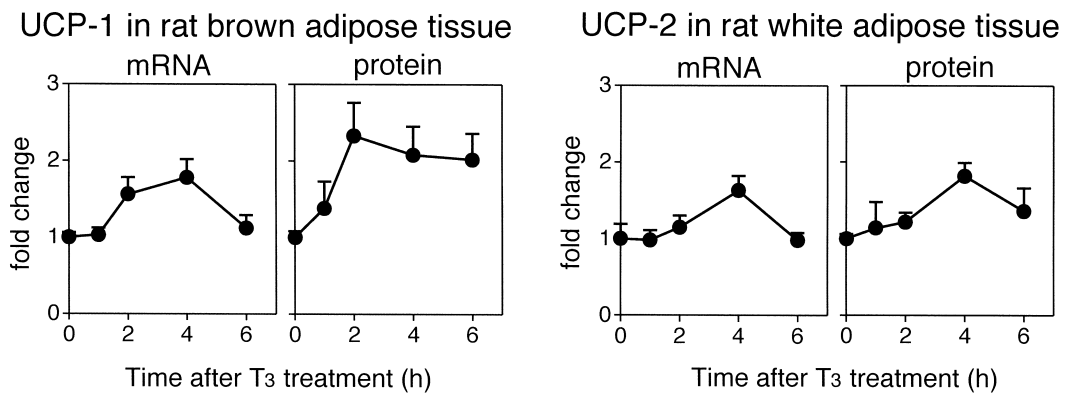 UCP-1 in rat brown adipose tissue
mRNA
protein
fold change
3
2
1
0
0 2 4 6
0 2 4 6
Time after T3 treatment (h)
UCP-2 in rat white adipose tissue
mRNA
protein
fold change
3
2
1
0
0 2 4 6
0 2 4 6
Time after T3 treatment (h)